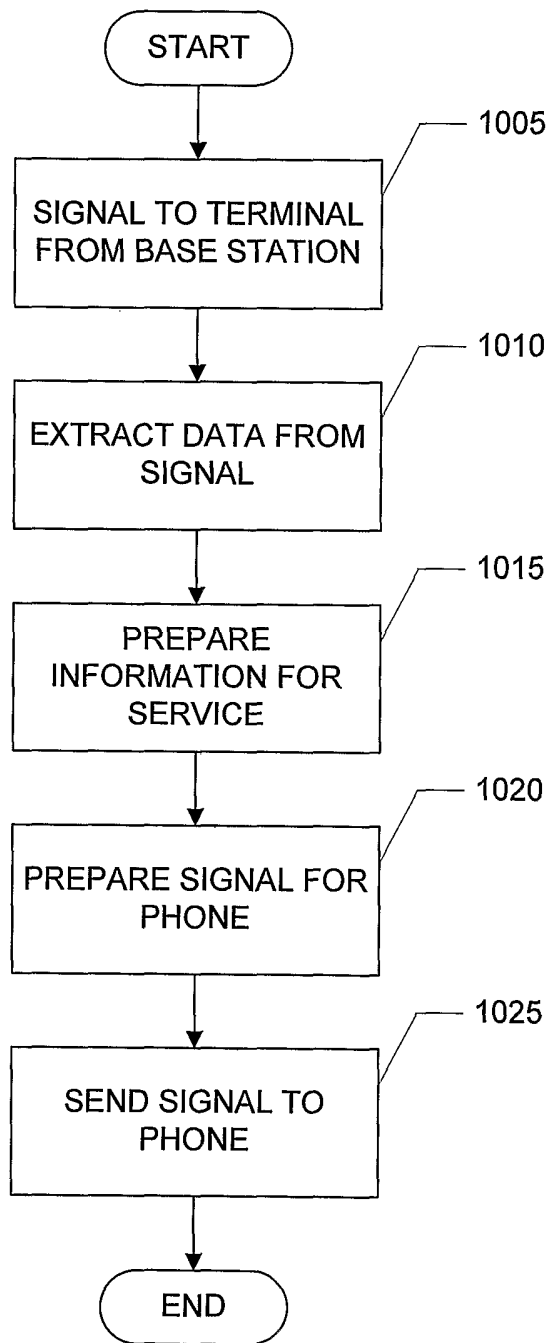 START
1005
SIGNAL TO TERMINAL
FROM BASE STATION
1010
EXTRACT DATA FROM
SIGNAL
1015
PREPARE
INFORMATION FOR
SERVICE
1020
PREPARE SIGNAL FOR
PHONE
1025
SEND SIGNAL TO
PHONE
END